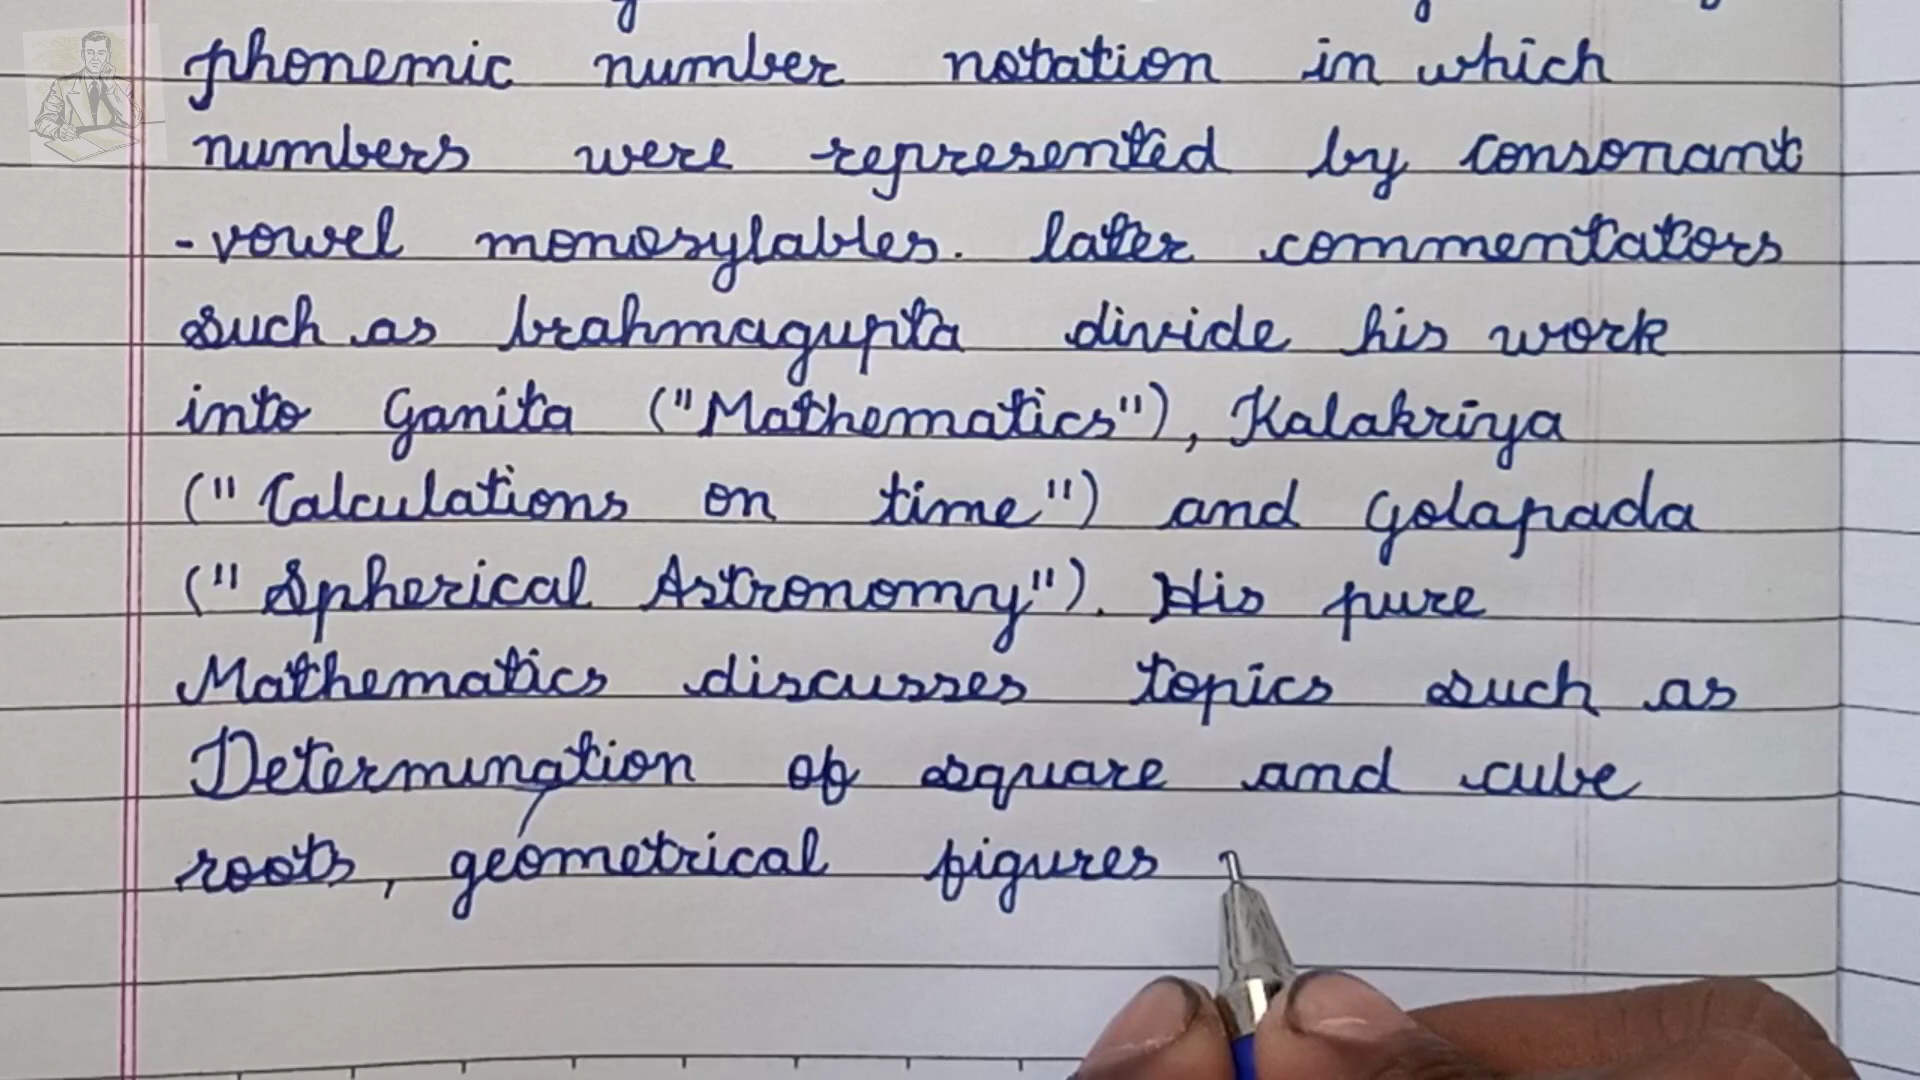 phonemic number notation in which
numbers were represented by consonant
-vowel monosylables. later commentators
such as brahmagupta divide his work
into Ganita ("Mathematics"), Kalakriya
("Calculations on time") and Golapada
("Spherical Astronomy"). His pure
Mathematics discusses topics such as
Determination of square and cube
roots, geometrical figures